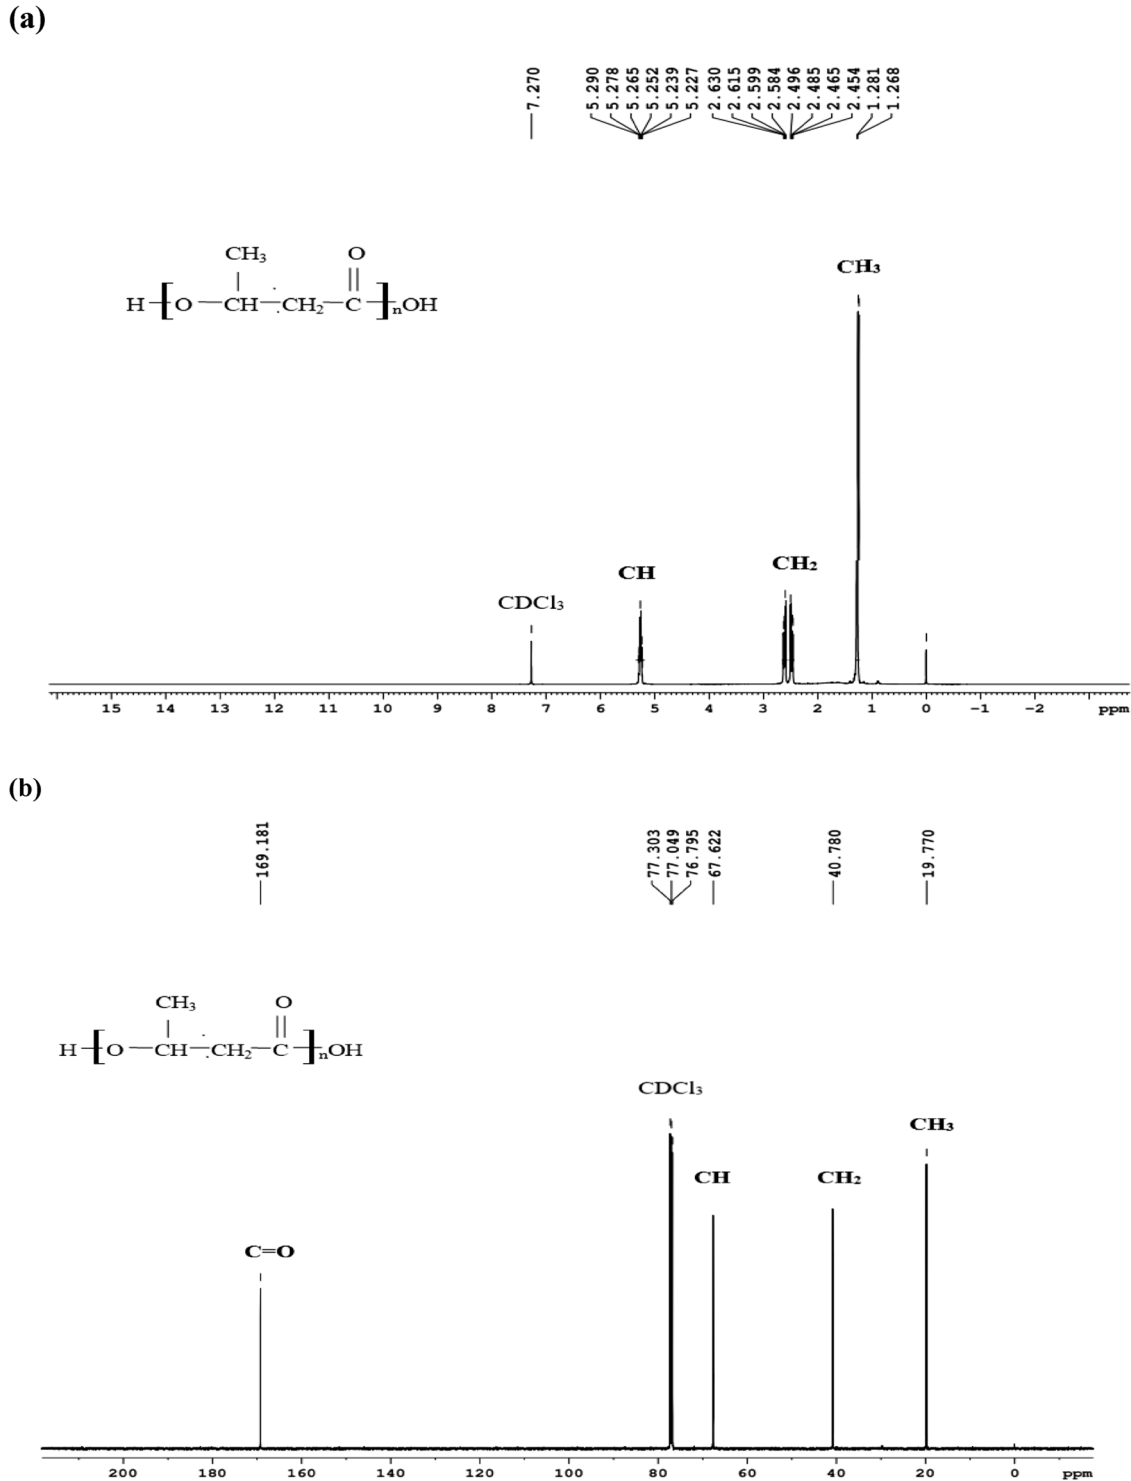 (a)
7.270
5.290
5.278
5.265
5.252
5.239
5.227
2.630
2.615
2.599
2.584
2.496
2.485
2.465
2.454
1.281
1.268
CH₃ O
H [ O CH CH₂ C ]ₙOH
CH₃
CH₂
CH
CDCl₃
15 14 13 12 11 10 9 8 7 6 5 4 3 2 1 0 -1 -2 ppm
(b)
169.181
77.303
77.049
76.795
67.622
40.780
19.770
CH₃ O
H [ O CH CH₂ C ]ₙOH
CDCl₃
CH₃
CH CH₂
C=O
200 180 160 140 120 100 80 60 40 20 0 ppm